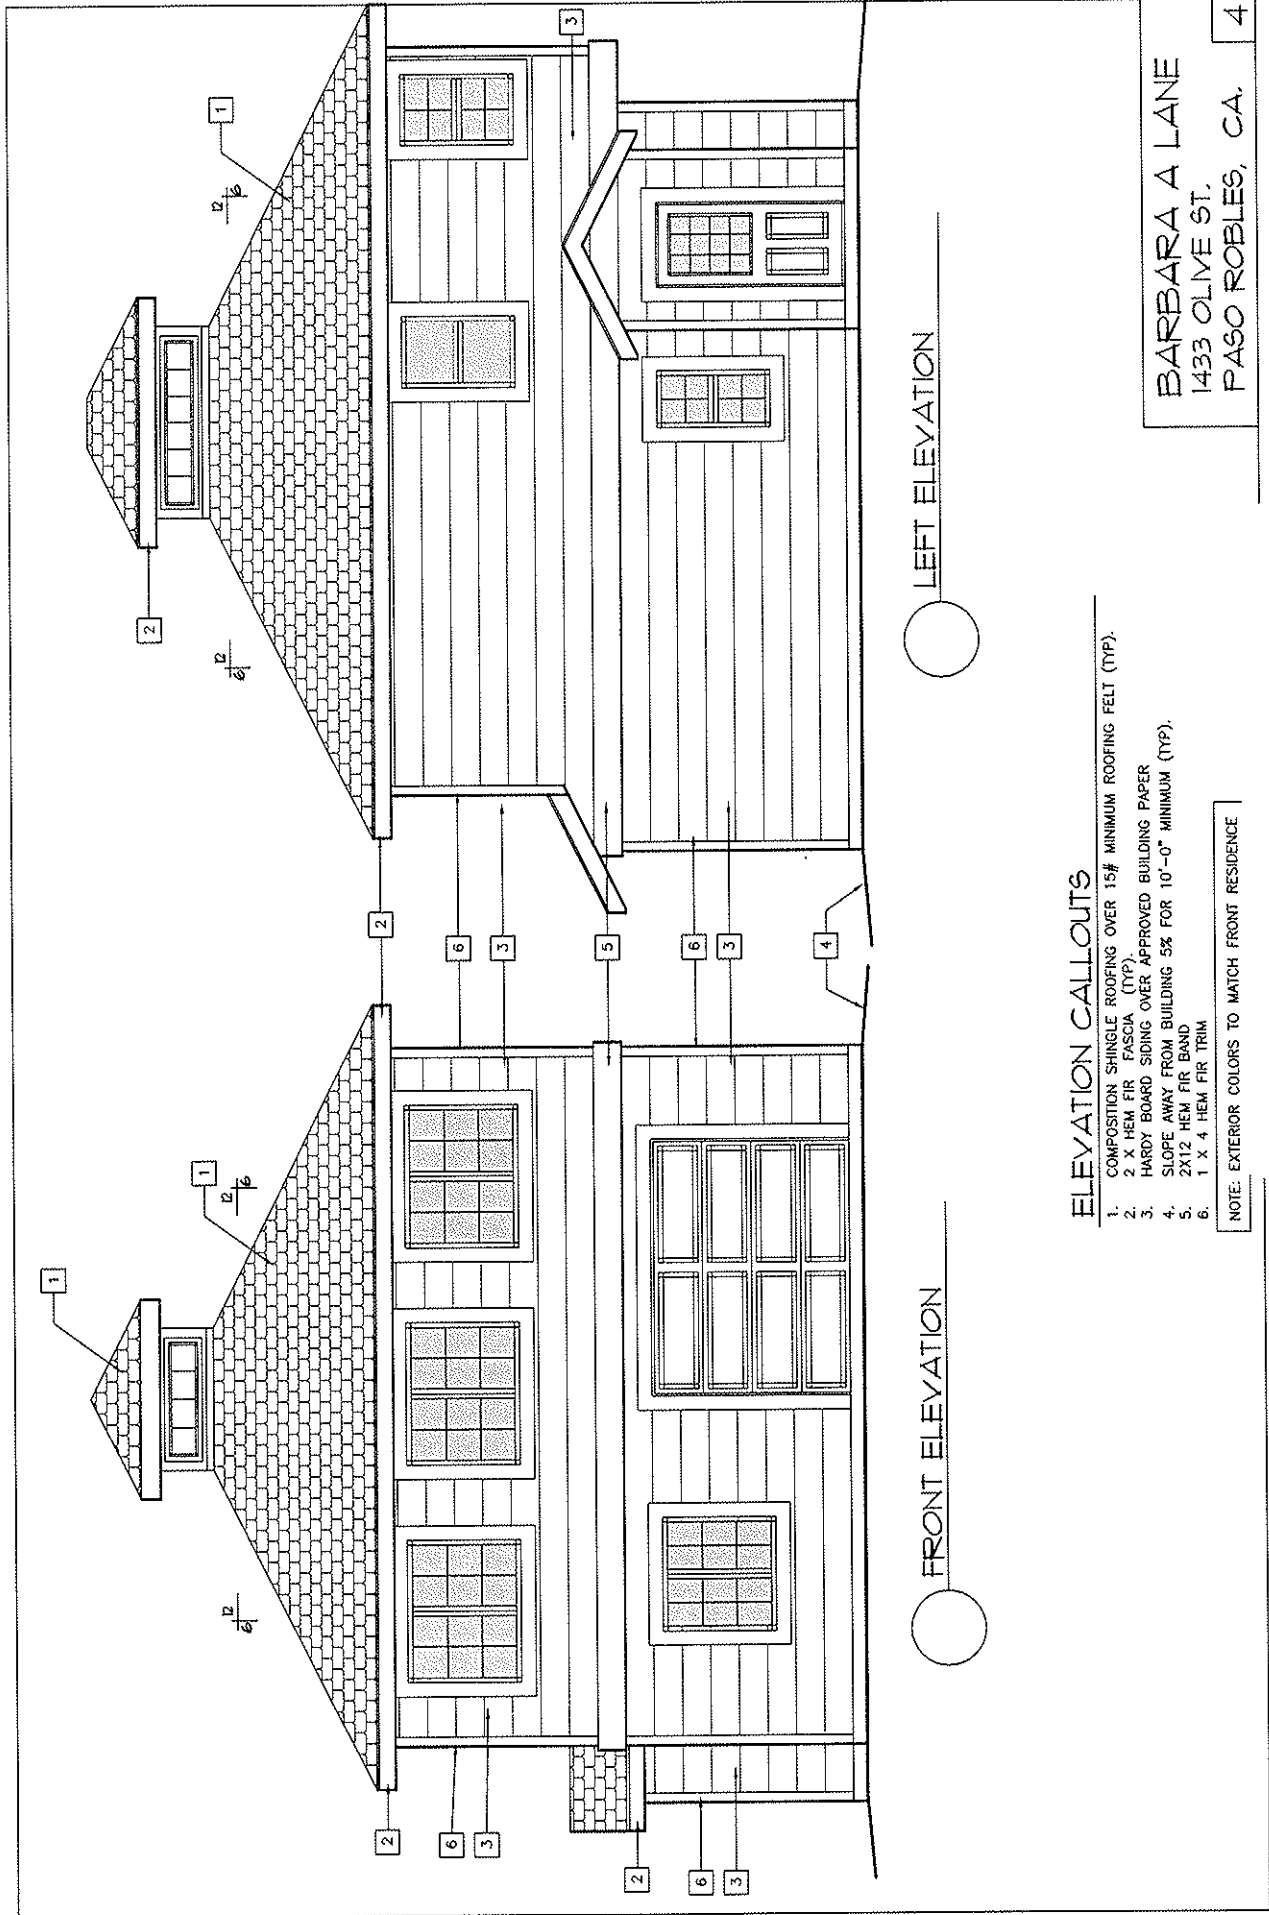 1
12
6
12
6
1
2
6
3
2
6
3
2
6
3
5
6
3
4
2
12
6
12
6
1
3
FRONT ELEVATION
LEFT ELEVATION
ELEVATION CALLOUTS
1. COMPOSITION SHINGLE ROOFING OVER 15# MINIMUM ROOFING FELT (TYP).
2. 2 X HEM FIR FASCIA (TYP).
3. HARDY BOARD SIDING OVER APPROVED BUILDING PAPER
4. SLOPE AWAY FROM BUILDING 5% FOR 10'-0" MINIMUM (TYP).
5. 2X12 HEM FIR BAND
6. 1 X 4 HEM FIR TRIM
NOTE: EXTERIOR COLORS TO MATCH FRONT RESIDENCE
BARBARA A LANE
1433 OLIVE ST.
PASO ROBLES, CA.
4